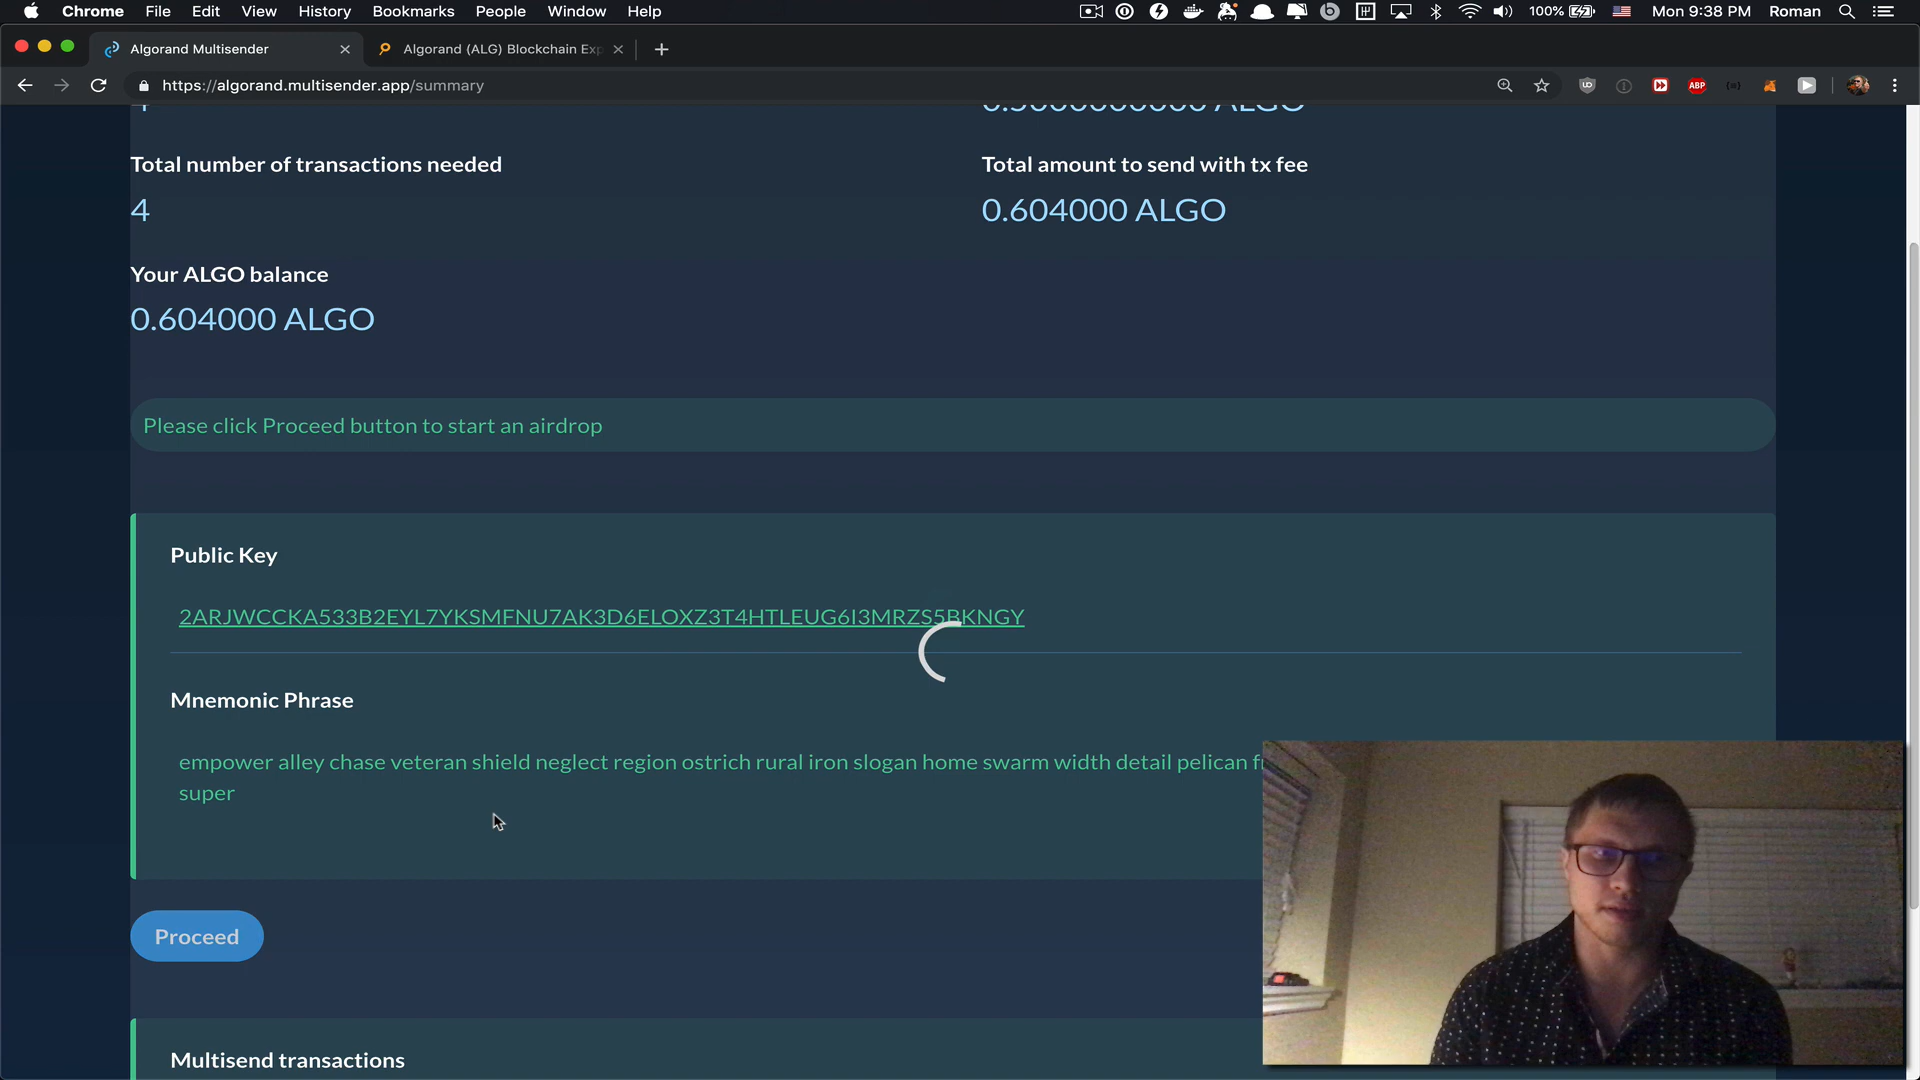 Chrome File Edit View History Bookmarks People Window Help 100% Mon 9:38 PM Roman
Algorand Multisender Algorand (ALG) Blockchain Exp
https://algorand.multisender.app/summary
ABP
Total number of transactions needed
4
Total amount to send with tx fee
0.604000 ALGO
Your ALGO balance
0.604000 ALGO
Please click Proceed button to start an airdrop
Public Key
2ARJWCCKA533B2EYL7YKSMFNU7AK3D6ELOXZ3T4HTLEUG6I3MRZS5BKNGY
Mnemonic Phrase
empower alley chase veteran shield neglect region ostrich rural iron slogan home swarm width detail pelican
super
Proceed
Multisend transactions